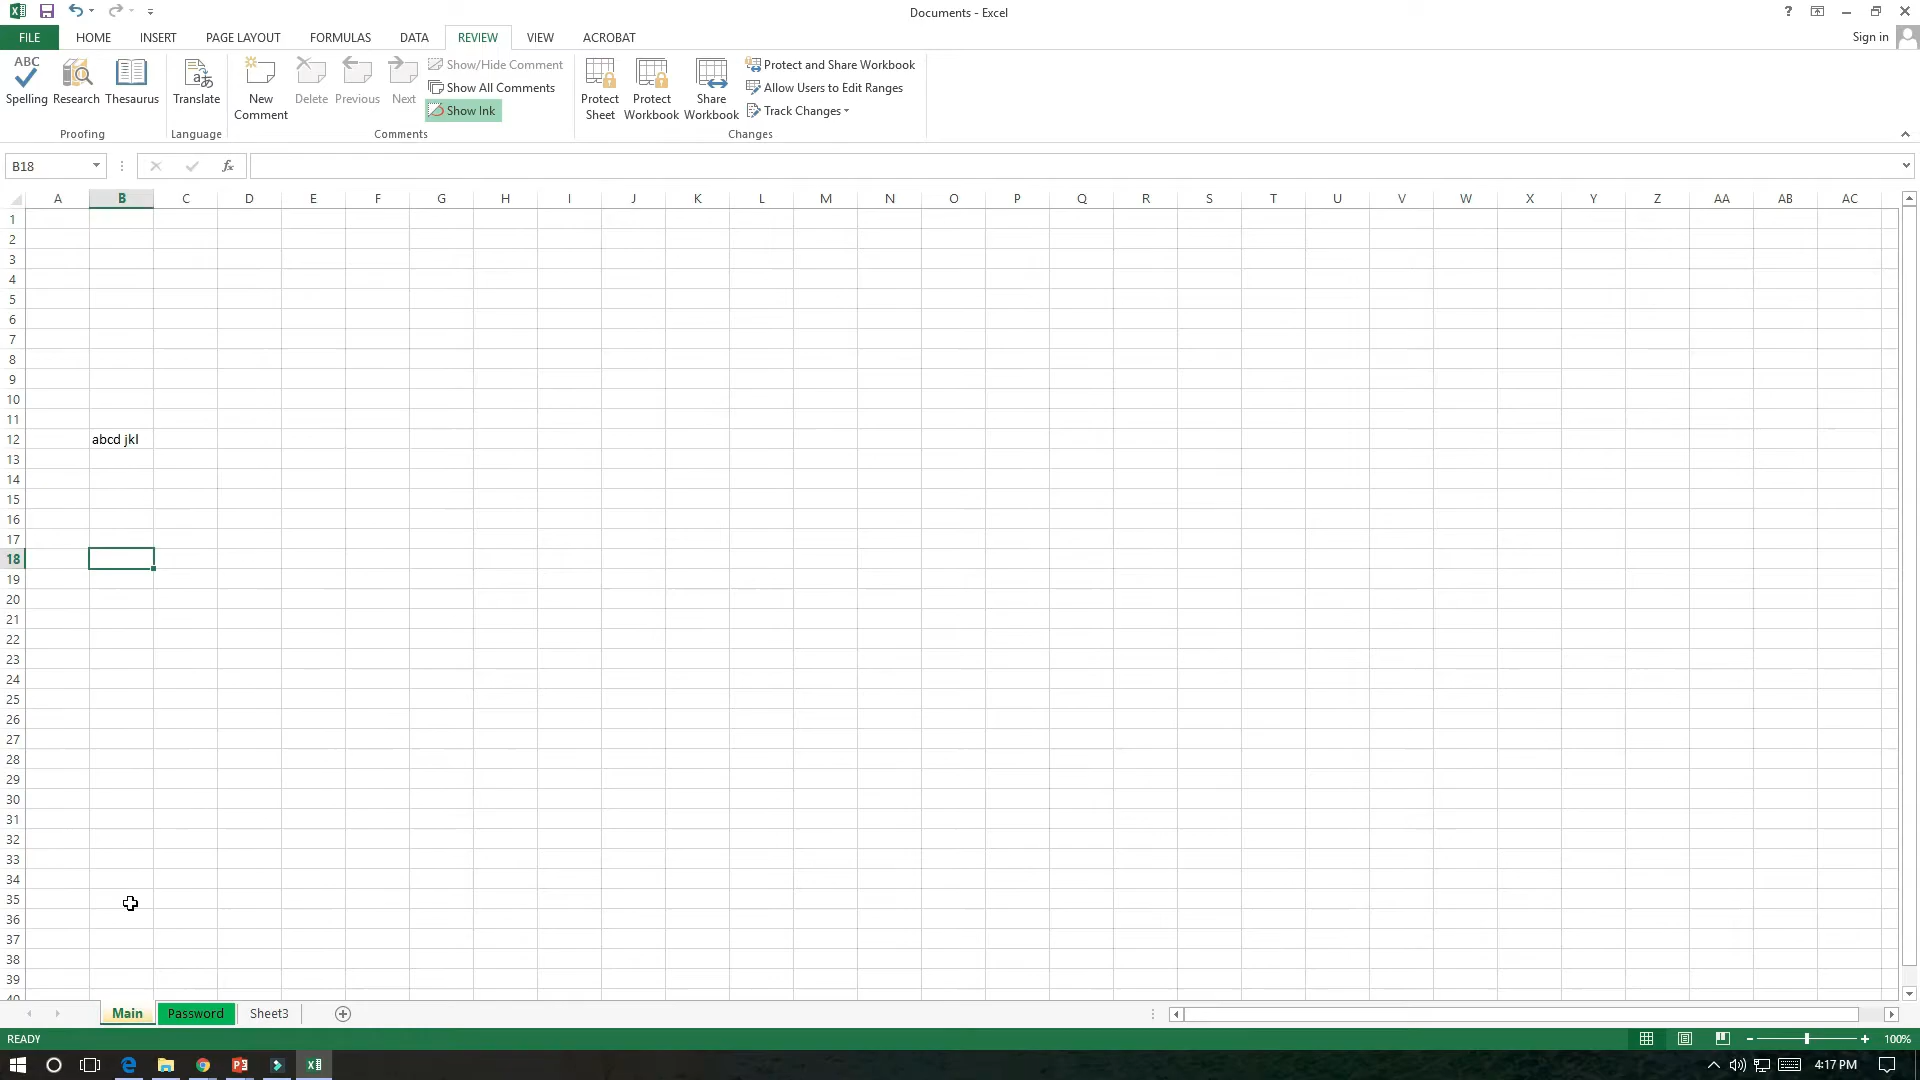 Documents - Excel
?
FILE HOME INSERT PAGE LAYOUT FORMULAS DATA REVIEW VIEW ACROBAT Sign in
ABC
Spelling Research Thesaurus Translate New Comment Delete Previous Next
Show/Hide Comment
Show All Comments
Show Ink
Protect Sheet Protect Workbook Share Workbook
Protect and Share Workbook
Allow Users to Edit Ranges
Track Changes
Proofing Language Comments Changes
B18 fx
A B C D E F G H I J K L M N O P Q R S T U V W X Y Z AA AB AC
1
2
3
4
5
6
7
8
9
10
11
12 abcd jkl
13
14
15
16
17
18
19
20
21
22
23
24
25
26
27
28
29
30
31
32
33
34
35
36
37
38
39
40
Main Password Sheet3
READY 100%
4:17 PM